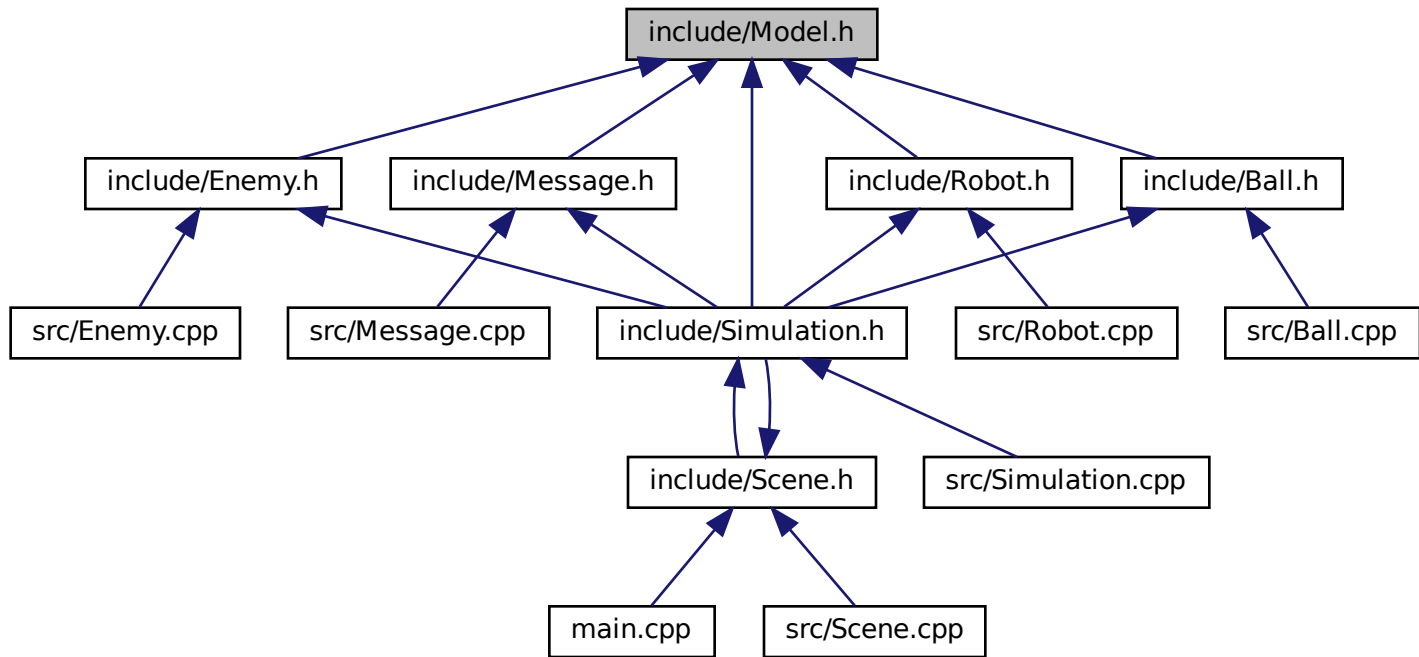 include/Model.h
include/Enemy.h
include/Message.h
include/Robot.h
include/Ball.h
src/Enemy.cpp
src/Message.cpp
include/Simulation.h
src/Robot.cpp
src/Ball.cpp
include/Scene.h
src/Simulation.cpp
main.cpp
src/Scene.cpp